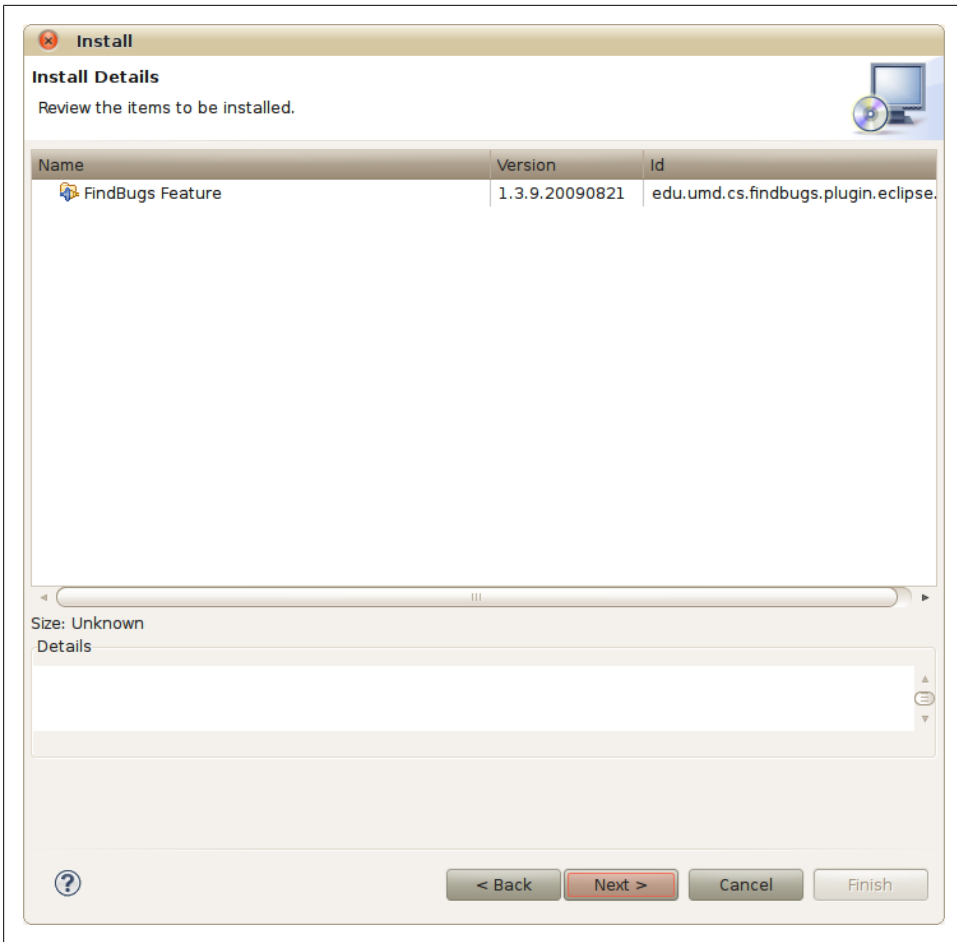 Install
Install Details
Review the items to be installed.
Name Version Id
FindBugs Feature 1.3.9.20090821 edu.umd.cs.findbugs.plugin.eclipse.
Size: Unknown
Details
< Back Next > Cancel Finish